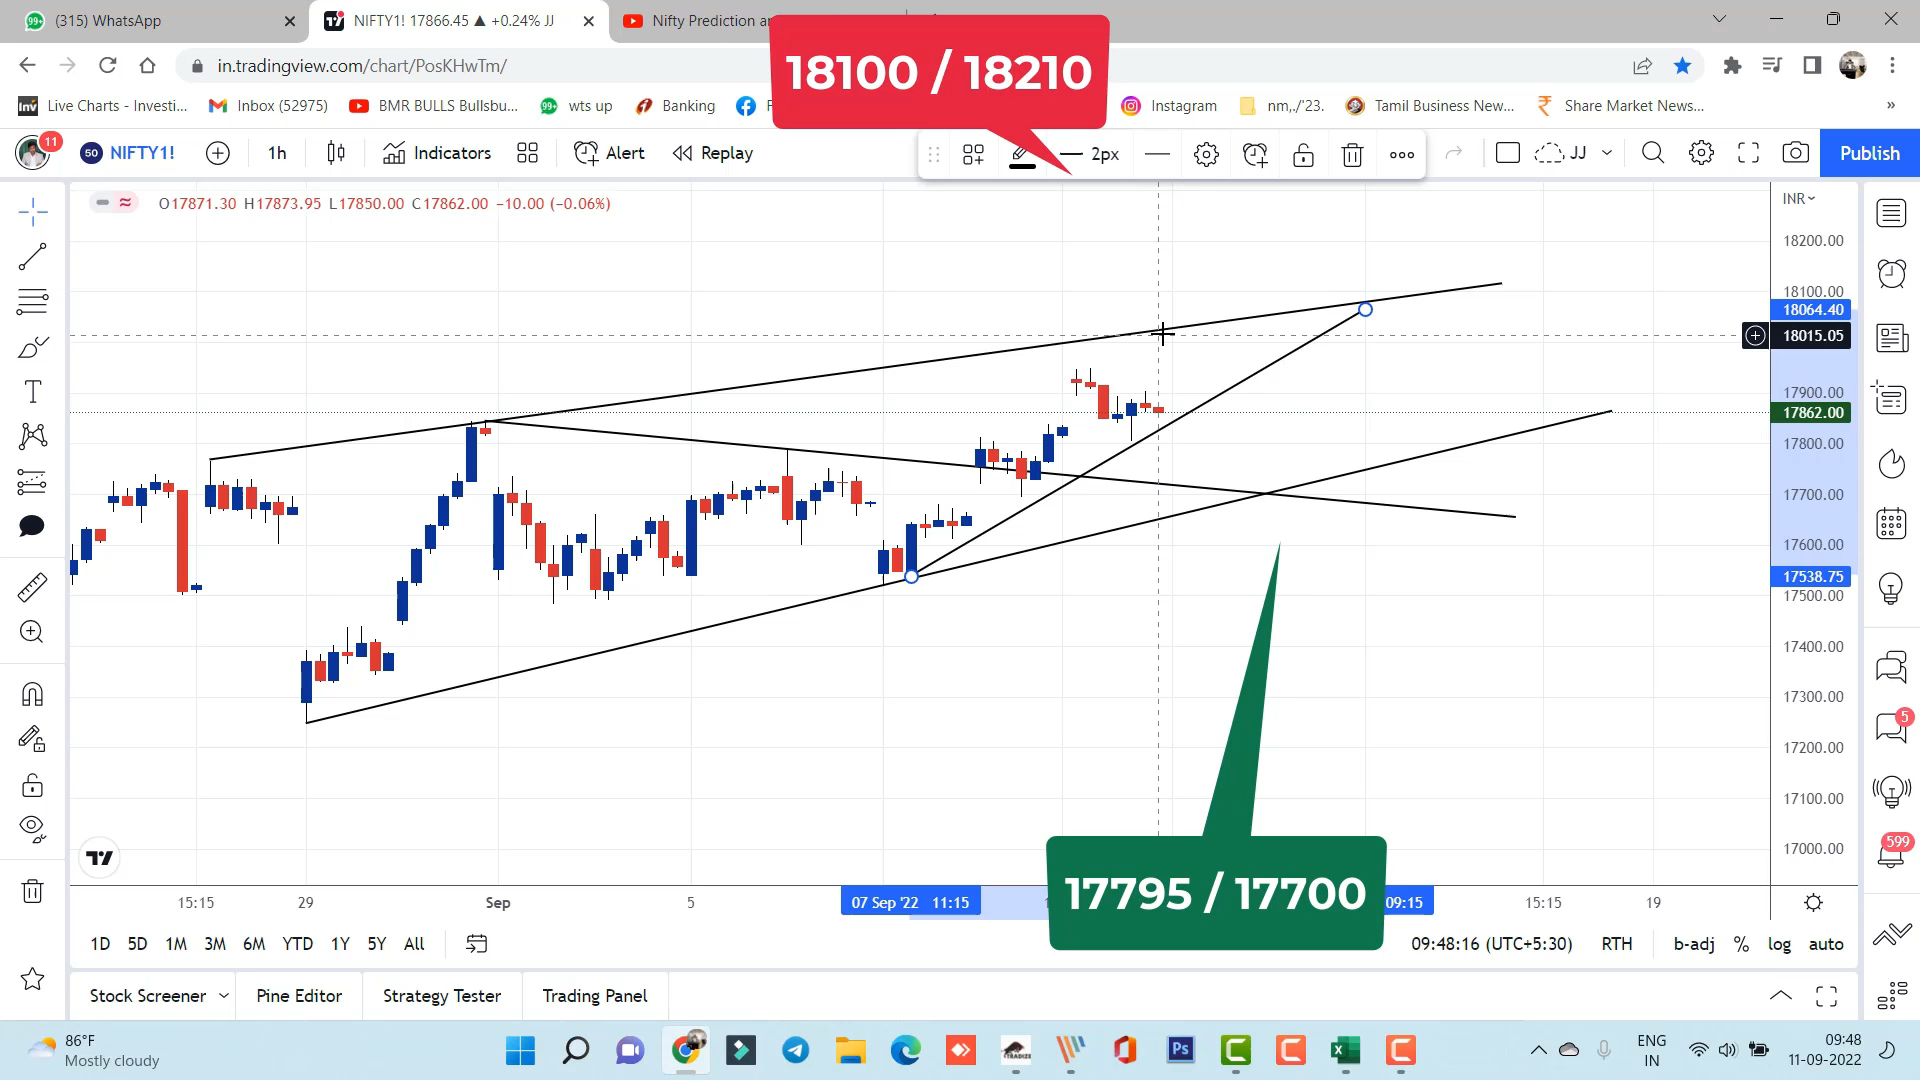 (315) WhatsApp
NIFTY1! 17866.45 ▲ +0.24% JJ
Nifty Prediction
18100 / 18210
in.tradingview.com/chart/PosKHwTm/
Live Charts - Investi...
Inbox (52975)
BMR BULLS Bullsbu...
wts up
Banking
Instagram
nm,./'23.
Tamil Business New...
Share Market News...
11
50
NIFTY1!
1h
Indicators
Alert
Replay
2px
JJ
Publish
O17871.30 H17873.95 L17850.00 C17862.00 −10.00 (−0.06%)
INR
18200.00
18100.00
18064.40
18015.05
17900.00
17862.00
17800.00
17700.00
17600.00
17538.75
17500.00
17400.00
17300.00
17200.00
17100.00
17000.00
5
599
17795 / 17700
15:15
29
Sep
5
07 Sep '22 11:15
09:15
15:15
19
1D 5D 1M 3M 6M YTD 1Y 5Y All
09:48:16 (UTC+5:30)
RTH
b-adj
%
log
auto
Stock Screener
Pine Editor
Strategy Tester
Trading Panel
86°F
Mostly cloudy
Ps
ENG
IN
09:48
11-09-2022